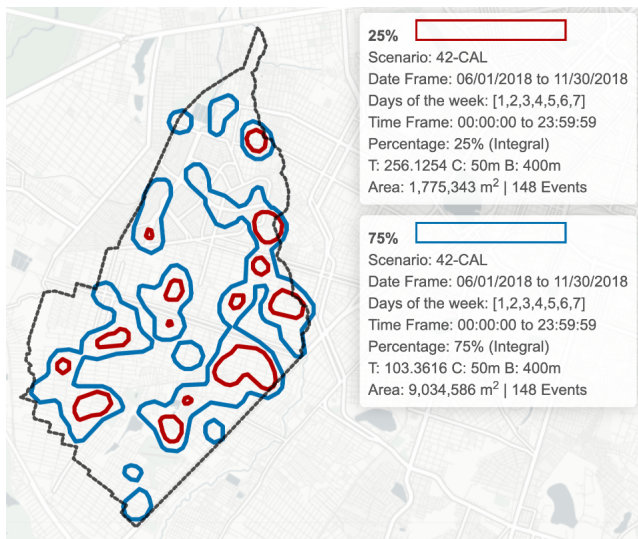 25%
Scenario: 42-CAL
Date Frame: 06/01/2018 to 11/30/2018
Days of the week: [1,2,3,4,5,6,7]
Time Frame: 00:00:00 to 23:59:59
Percentage: 25% (Integral)
T: 256.1254 C: 50m B: 400m
Area: 1,775,343 m² | 148 Events
75%
Scenario: 42-CAL
Date Frame: 06/01/2018 to 11/30/2018
Days of the week: [1,2,3,4,5,6,7]
Time Frame: 00:00:00 to 23:59:59
Percentage: 75% (Integral)
T: 103.3616 C: 50m B: 400m
Area: 9,034,586 m² | 148 Events